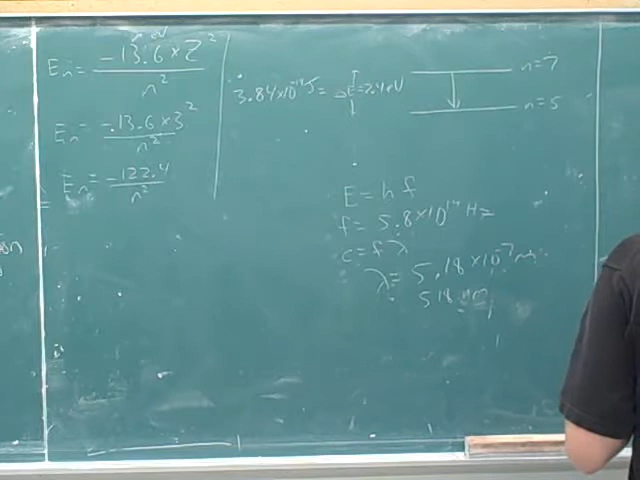 Eₙ = -13.6 eV × Z² / n²
Eₙ = -13.6 × 3² / n²
Eₙ = -122.4 / n²
3.84×10⁻¹⁹J = ΔE = 2.4 eV
n=7
n=5
E = h f
f = 5.8×10¹⁴ Hz
c = f λ
λ = 5.18 ×10⁻⁷ m
518 nm